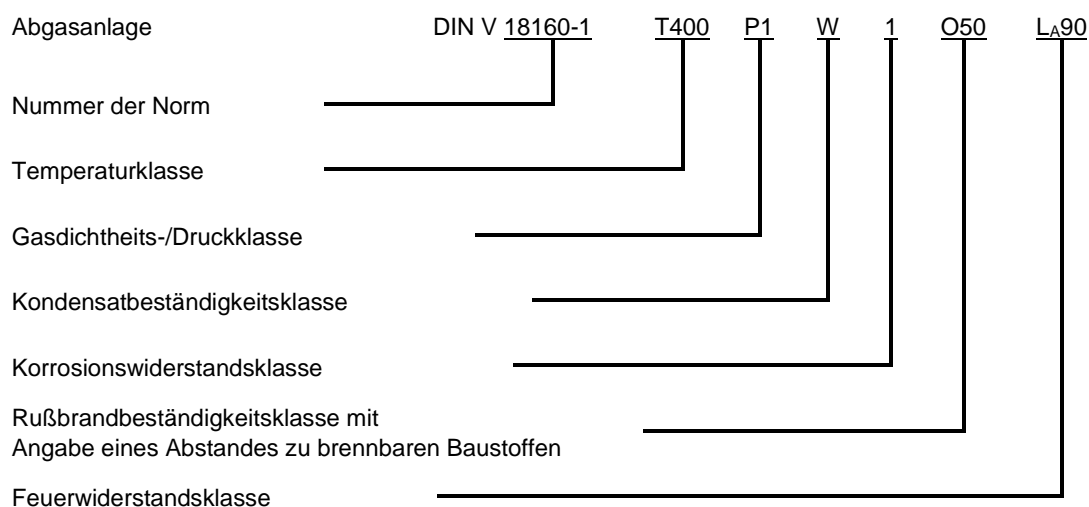 Abgasanlage DIN V 18160-1 T400 P1 W 1 O50 LA90
Nummer der Norm
Temperaturklasse
Gasdichtheits-/Druckklasse
Kondensatbeständigkeitsklasse
Korrosionswiderstandsklasse
Rußbrandbeständigkeitsklasse mit
Angabe eines Abstandes zu brennbaren Baustoffen
Feuerwiderstandsklasse